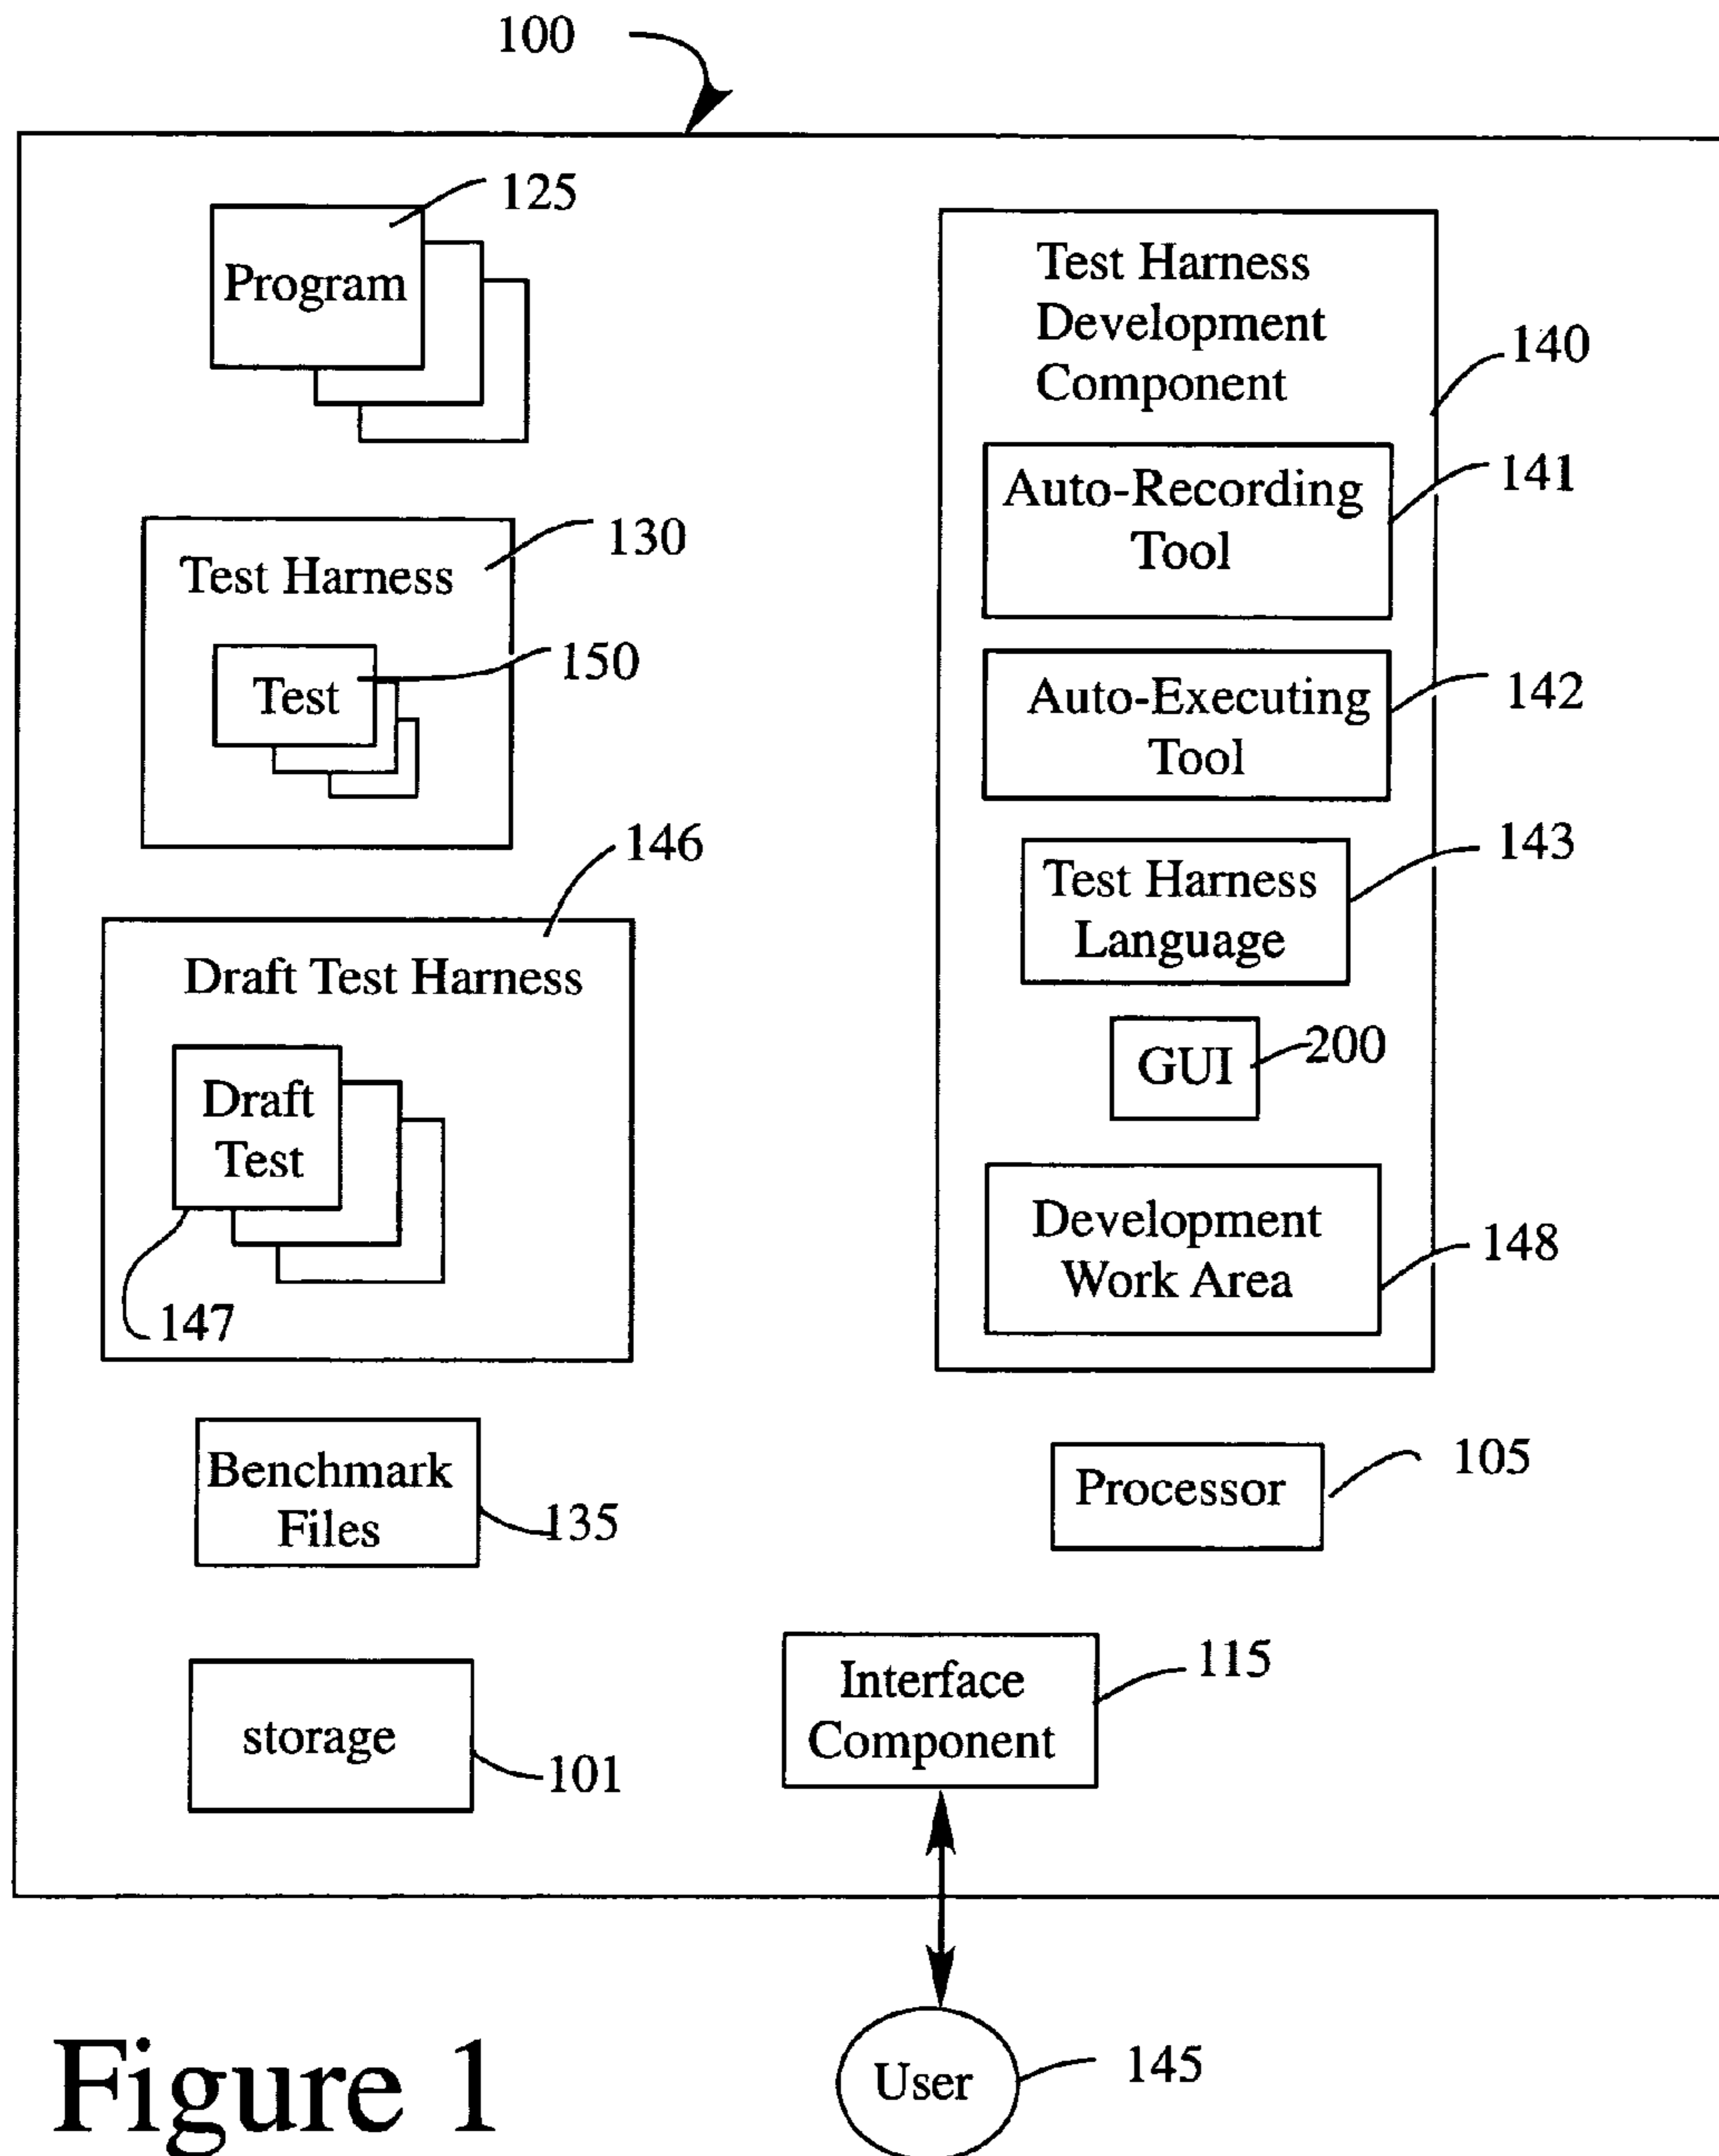 100
125
Program
Test Harness
Development
Component
140
Auto-Recording
Tool
141
130
Test Harness
150
Test
Auto-Executing
Tool
142
146
Test Harness
Language
143
Draft Test Harness
GUI
200
Draft
Test
147
Development
Work Area
148
Benchmark
Files
135
Processor
105
storage
101
Interface
Component
115
User
145
Figure 1